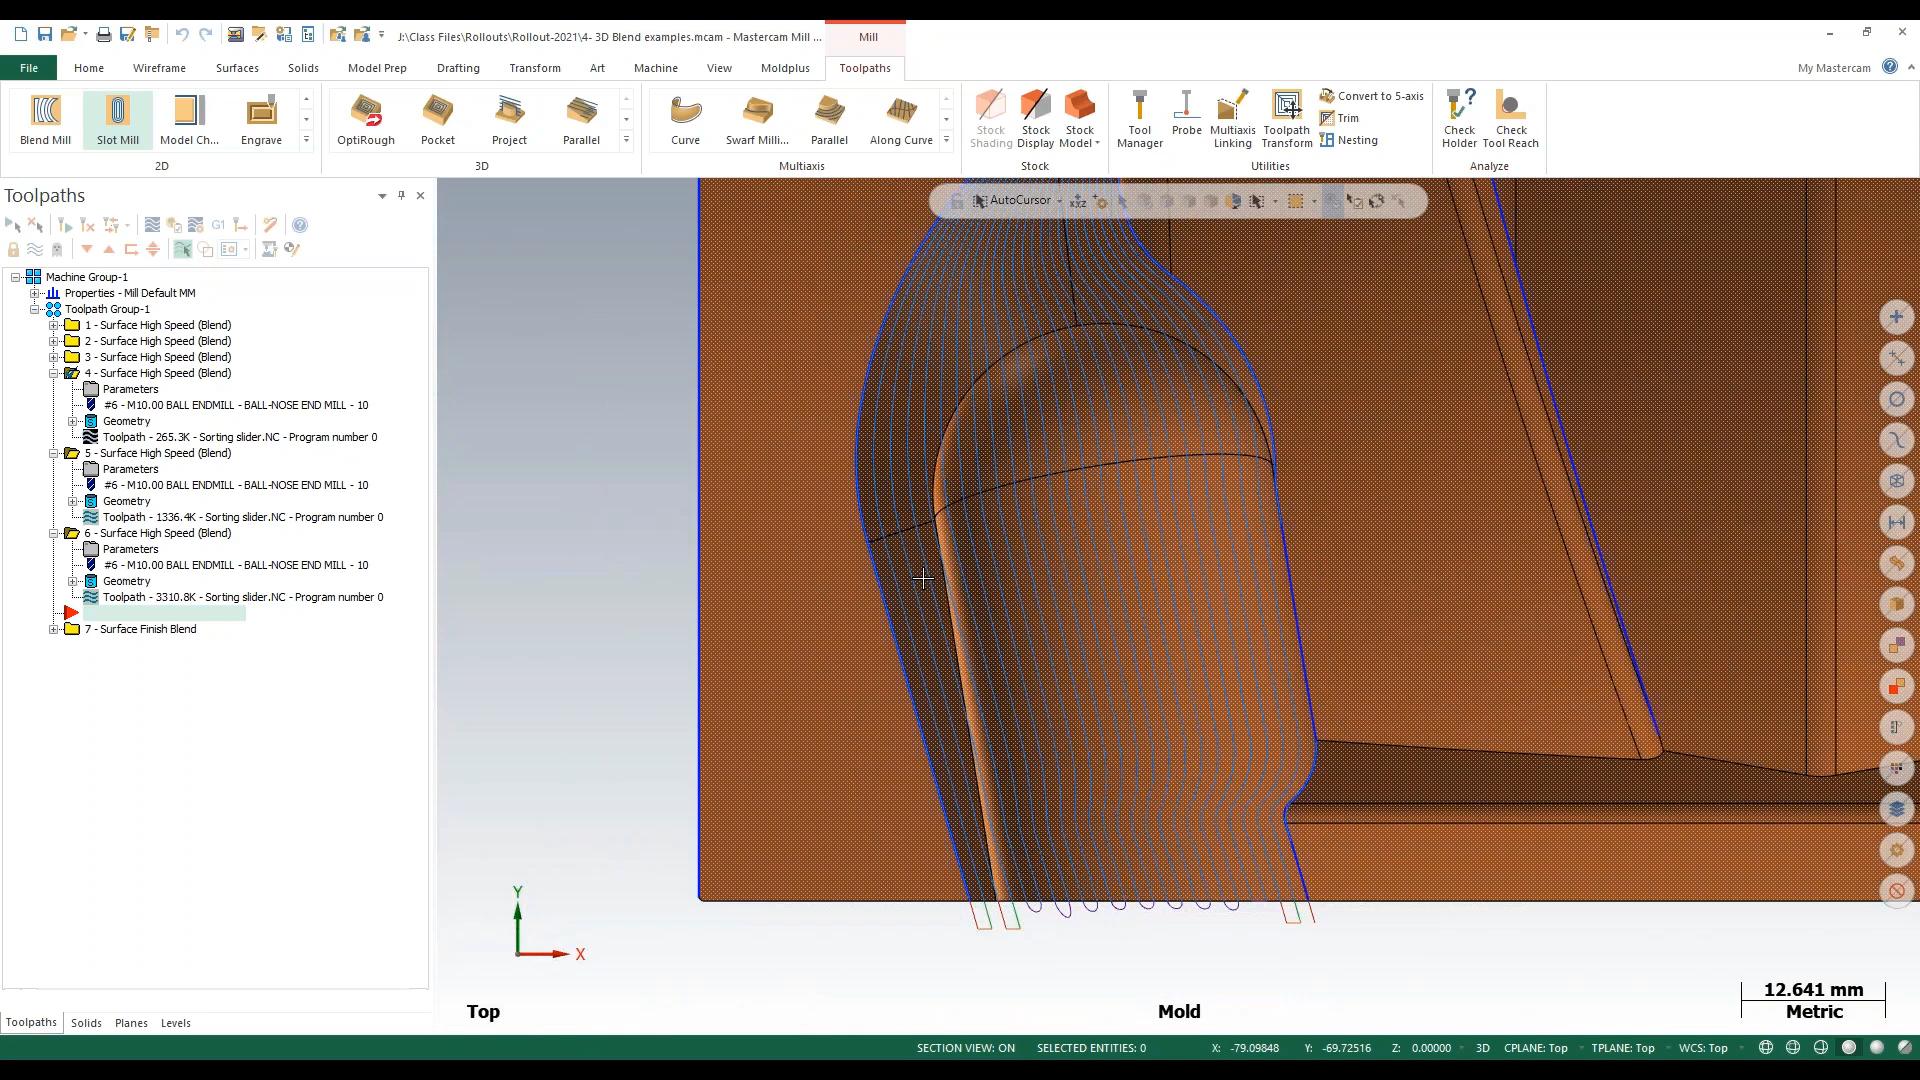 J:\Class Files\Rollouts\Rollout-2021\4- 3D Blend examples.mcam - Mastercam Mill ...
Mill
File Home Wireframe Surfaces Solids Model Prep Drafting Transform Art Machine View Moldplus Toolpaths
My Mastercam
Blend Mill Slot Mill Model Ch... Engrave
OptiRough Pocket Project Parallel
Curve Swarf Milli... Parallel Along Curve
Stock Shading
Stock Display
Stock Model
Tool Manager
Probe
Multiaxis Linking
Toolpath Transform
Convert to 5-axis
Trim
Nesting
Check Holder
Check Tool Reach
2D 3D Multiaxis Stock Utilities Analyze
Toolpaths
AutoCursor
G1
Machine Group-1
Properties - Mill Default MM
Toolpath Group-1
1 - Surface High Speed (Blend)
2 - Surface High Speed (Blend)
3 - Surface High Speed (Blend)
4 - Surface High Speed (Blend)
Parameters
#6 - M10.00 BALL ENDMILL - BALL-NOSE END MILL - 10
Geometry
Toolpath - 265.3K - Sorting slider.NC - Program number 0
5 - Surface High Speed (Blend)
Parameters
#6 - M10.00 BALL ENDMILL - BALL-NOSE END MILL - 10
Geometry
Toolpath - 1336.4K - Sorting slider.NC - Program number 0
6 - Surface High Speed (Blend)
Parameters
#6 - M10.00 BALL ENDMILL - BALL-NOSE END MILL - 10
Geometry
Toolpath - 3310.8K - Sorting slider.NC - Program number 0
7 - Surface Finish Blend
Y
X
12.641 mm
Metric
Top
Mold
Toolpaths Solids Planes Levels
SECTION VIEW: ON SELECTED ENTITIES: 0 X: -79.09848 Y: -69.72516 Z: 0.00000 3D CPLANE: Top TPLANE: Top WCS: Top